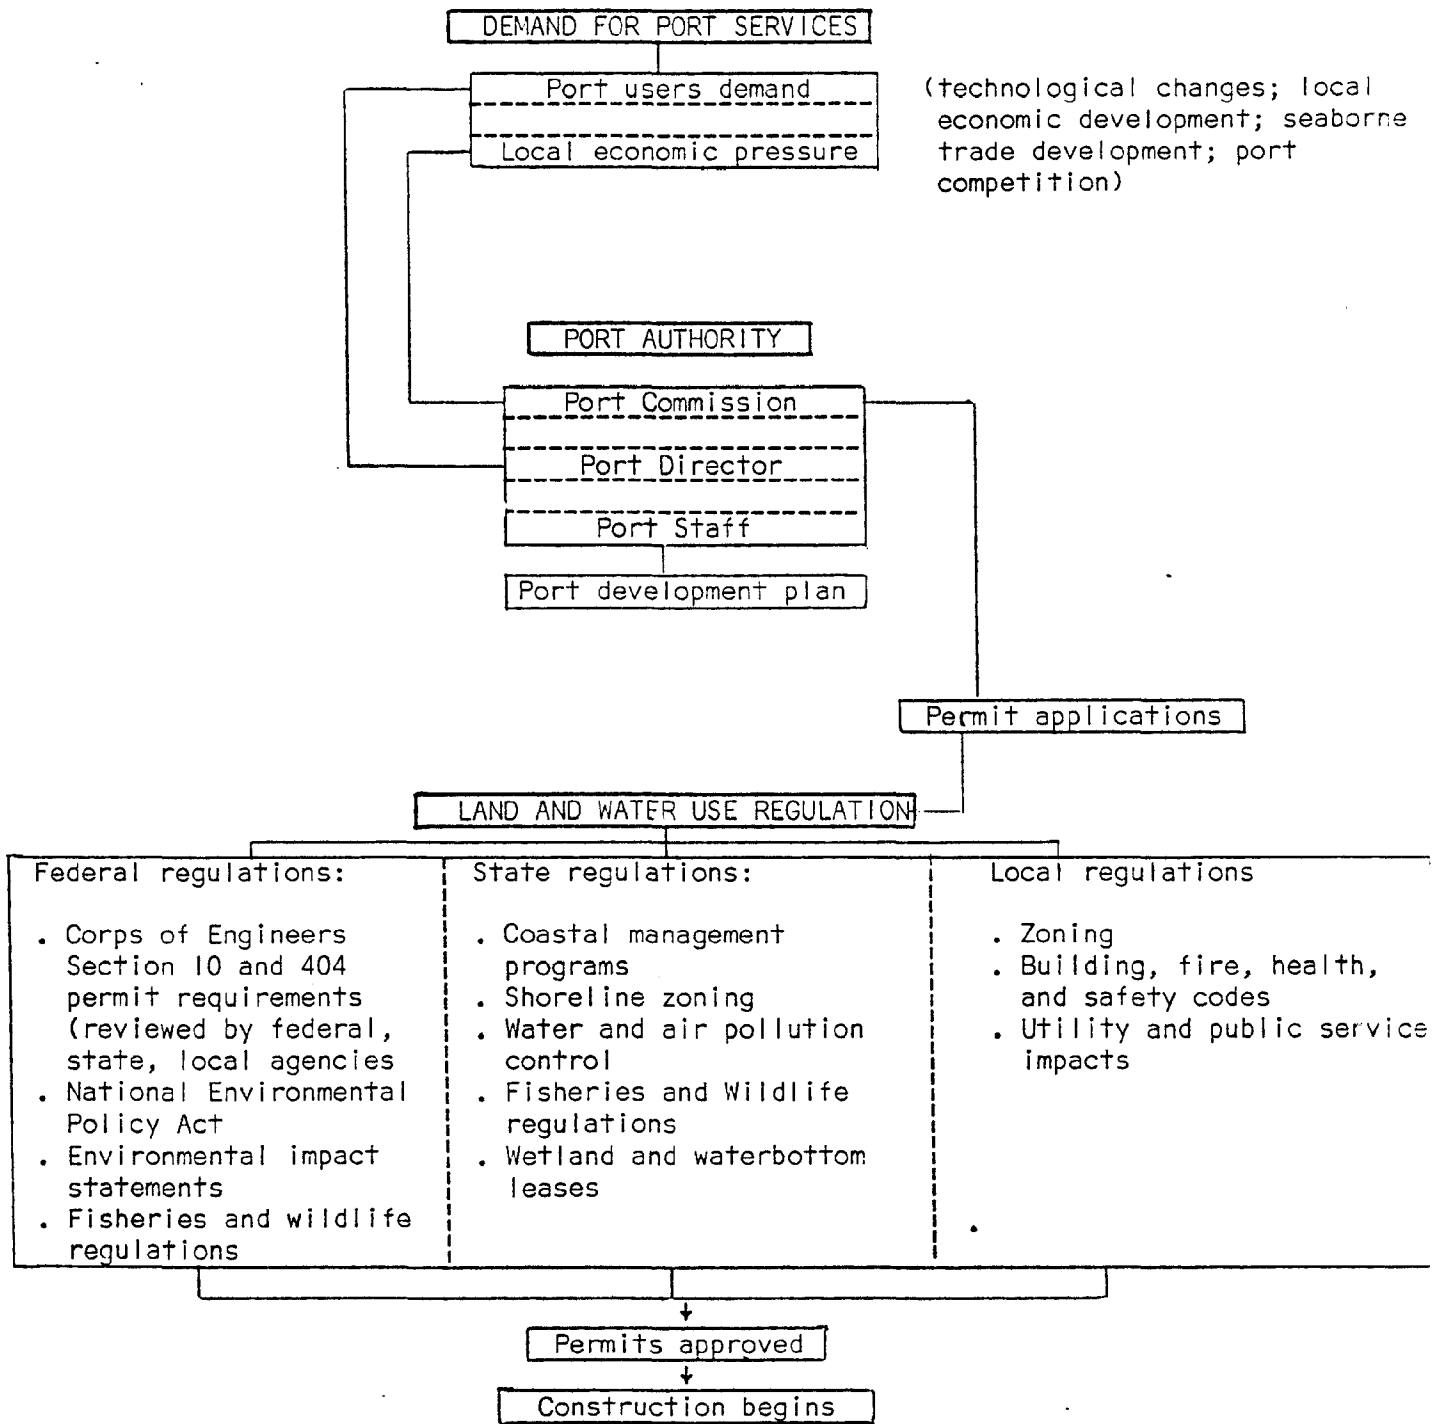 DEMAND FOR PORT SERVICES
Port users demand
Local economic pressure
(technological changes; local
economic development; seaborne
trade development; port
competition)
PORT AUTHORITY
Port Commission
Port Director
Port Staff
Port development plan
Permit applications
LAND AND WATER USE REGULATION
Federal regulations:
. Corps of Engineers
Section 10 and 404
permit requirements
(reviewed by federal,
state, local agencies
. National Environmental
Policy Act
. Environmental impact
statements
. Fisheries and wildlife
regulations
State regulations:
. Coastal management
programs
. Shoreline zoning
. Water and air pollution
control
. Fisheries and Wildlife
regulations
. Wetland and waterbottom
leases
Local regulations
. Zoning
. Building, fire, health,
and safety codes
. Utility and public service
impacts
Permits approved
Construction begins